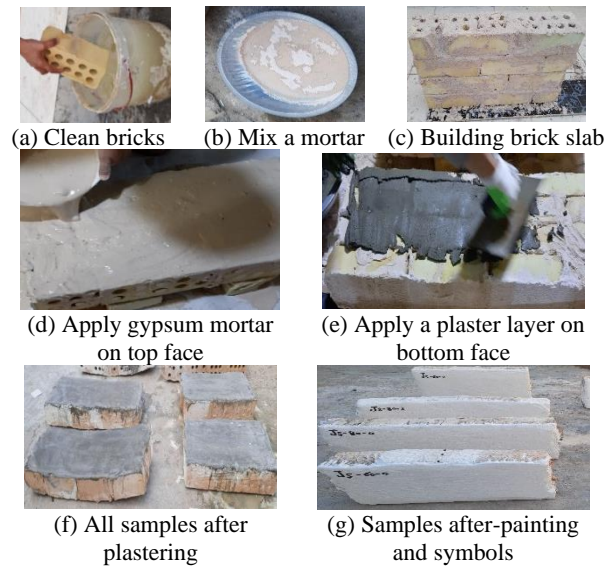 (a) Clean bricks
(b) Mix a mortar
(c) Building brick slab
(d) Apply gypsum mortar
on top face
(e) Apply a plaster layer on
bottom face
(f) All samples after
plastering
(g) Samples after-painting
and symbols